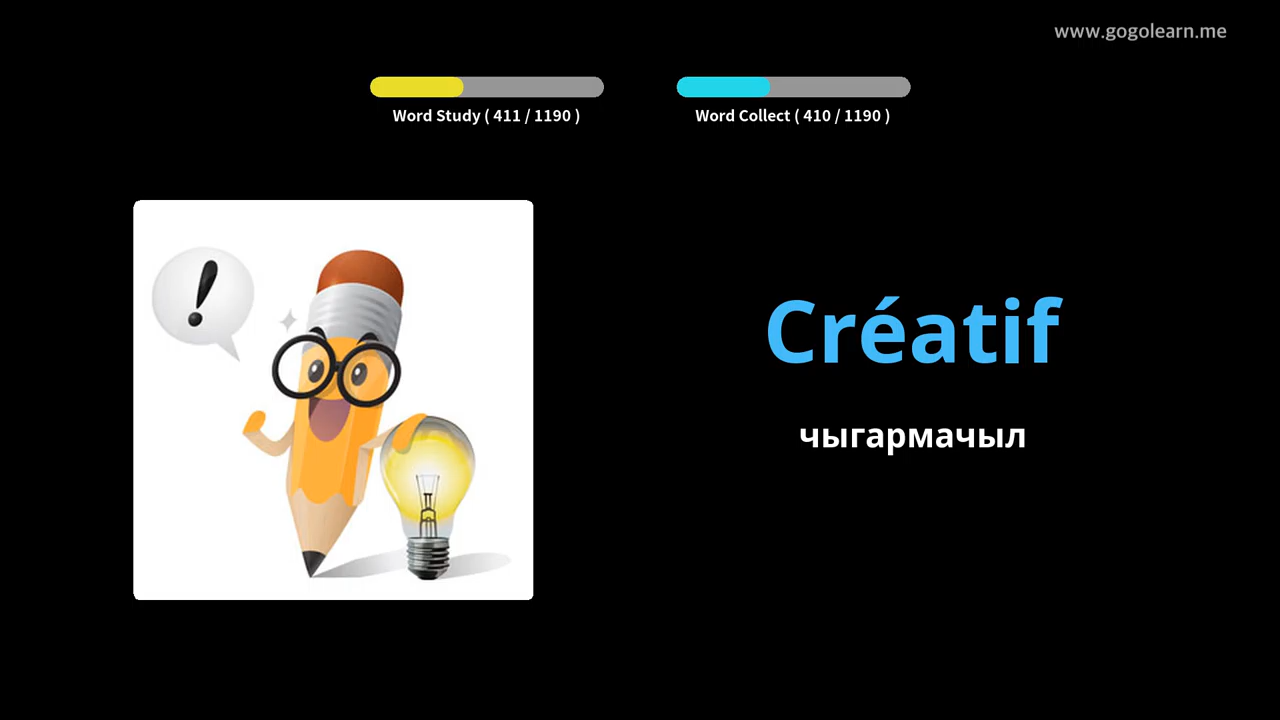 www.gogolearn.me
Word Study ( 411 / 1190 )
Word Collect ( 410 / 1190 )
!
Créatif
чыгармачыл